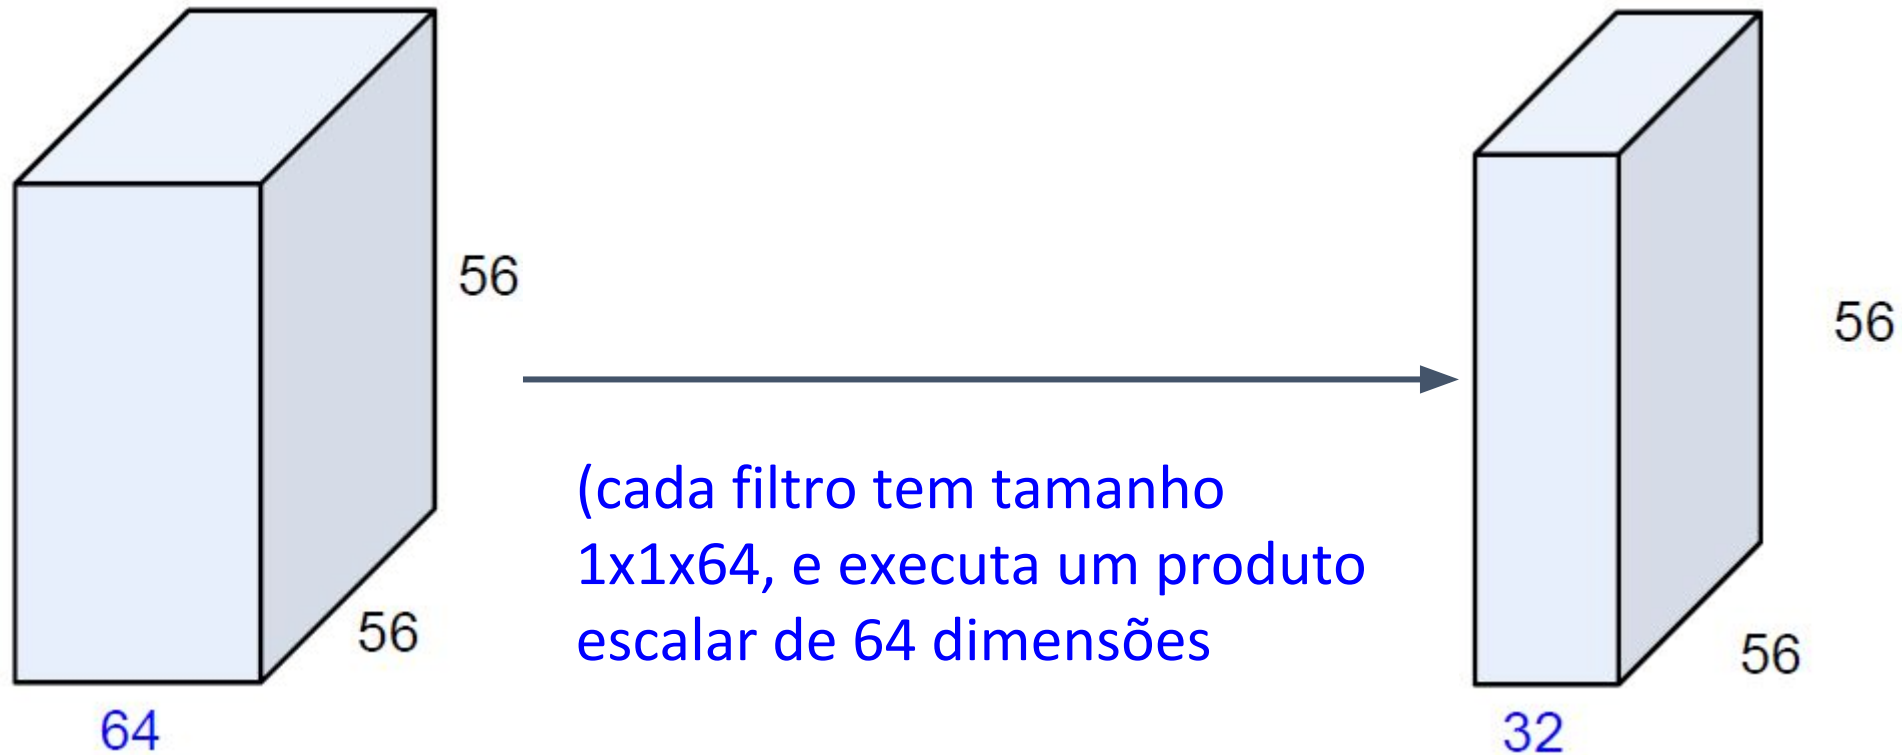 56
56
64
(cada filtro tem tamanho
1x1x64, e executa um produto
escalar de 64 dimensões
56
56
32